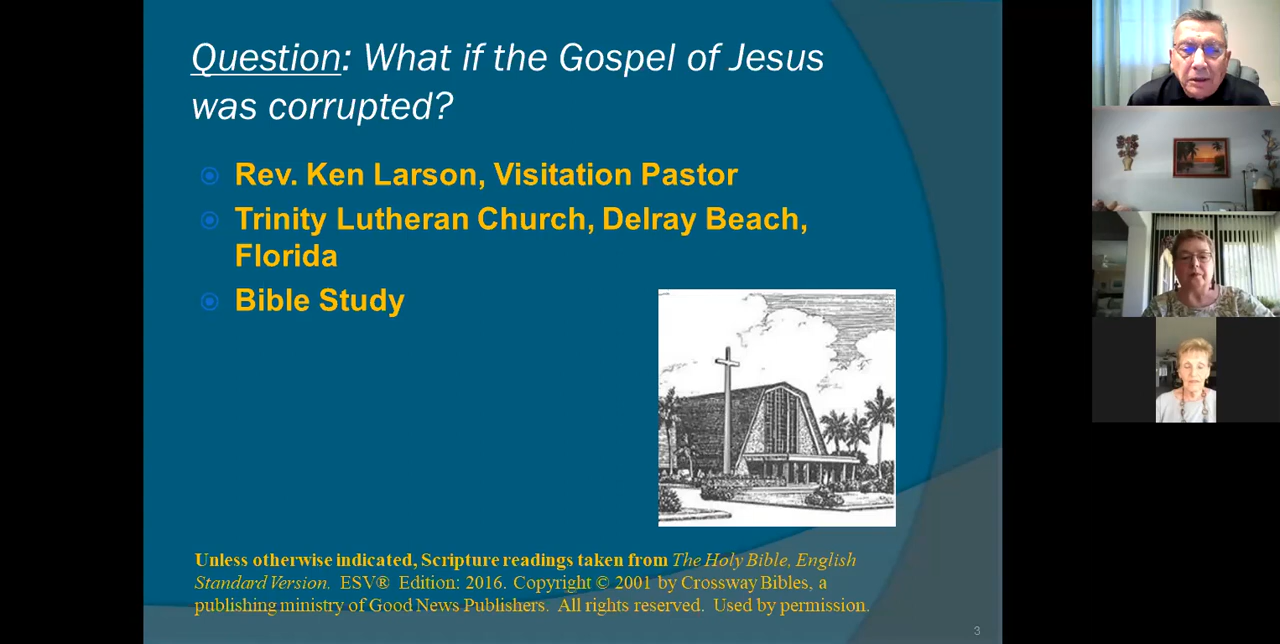 Question: What if the Gospel of Jesus
was corrupted?
Rev. Ken Larson, Visitation Pastor
Trinity Lutheran Church, Delray Beach,
Florida
Bible Study
Unless otherwise indicated, Scripture readings taken from The Holy Bible, English
Standard Version. ESV® Edition: 2016. Copyright © 2001 by Crossway Bibles, a
publishing ministry of Good News Publishers. All rights reserved. Used by permission.
3